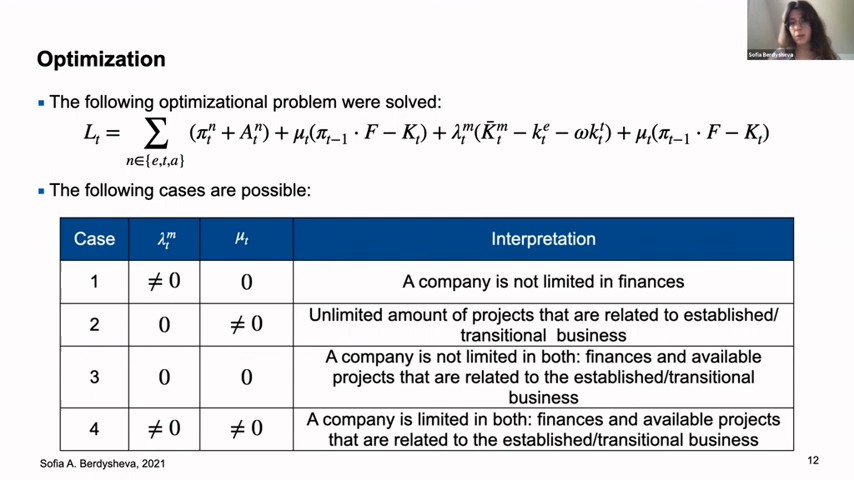 Sofia Berdysheva
Optimization
▪ The following optimizational problem were solved:
L_t = ∑_{n∈{e,t,a}} (π_t^n + A_t^n) + μ_t(π_{t−1} · F − K_t) + λ_t^m(K̄_t^m − k_t^e − ωk_t^t) + μ_t(π_{t−1} · F − K_t)
▪ The following cases are possible:
Case λ_t^m μ_t Interpretation
1 ≠ 0 0 A company is not limited in finances
2 0 ≠ 0 Unlimited amount of projects that are related to established/
transitional business
3 0 0 A company is not limited in both: finances and available
projects that are related to the established/transitional
business
4 ≠ 0 ≠ 0 A company is limited in both: finances and available projects
that are related to the established/transitional business
Sofia A. Berdysheva, 2021
12